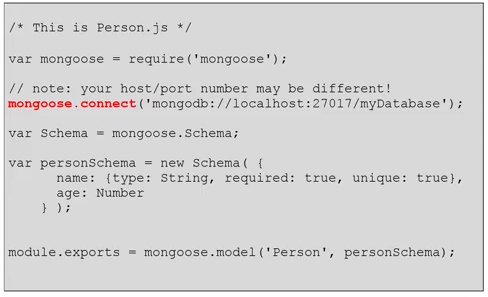 /* This is Person.js */
var mongoose = require('mongoose');
// note: your host/port number may be different!
mongoose.connect('mongodb://localhost:27017/myDatabase');
var Schema = mongoose.Schema;
var personSchema = new Schema( {
name: {type: String, required: true, unique: true},
age: Number
} );
module.exports = mongoose.model('Person', personSchema);